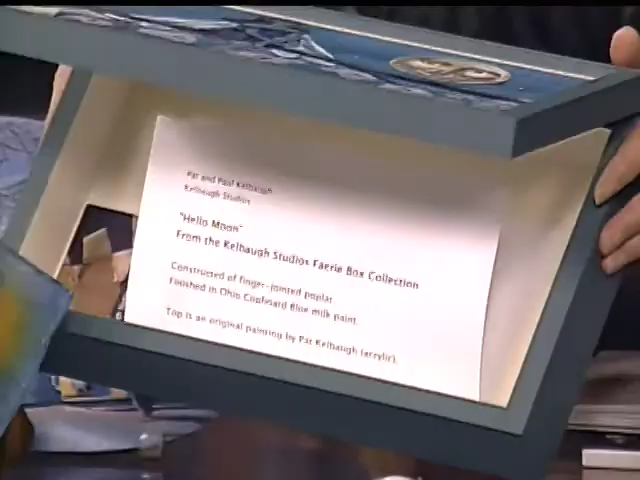 Pat and Paul Kelbaugh
Kelbaugh Studios
"Hello Moon"
From the Kelbaugh Studios Faerie Box Collection
Constructed of finger-jointed poplar.
Finished in Ohio Cupboard Blue milk paint.
Top is an original painting by Pat Kelbaugh (acrylic).